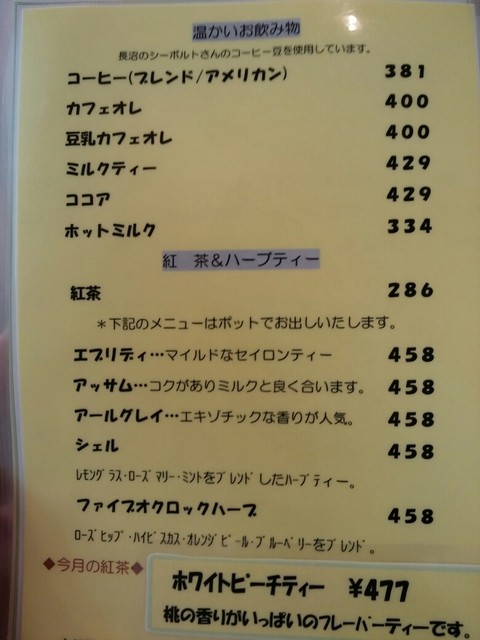 温かいお飲み物
長沼のシーボルトさんのコーヒー豆を使用しています。
コーヒー(ブレンド/アメリカン) 381
カフェオレ 400
豆乳カフェオレ 400
ミルクティー 429
ココア 429
ホットミルク 334
紅 茶&ハーブティー
紅茶 286
*下記のメニューはポットでお出しいたします。
エブリディ…マイルドなセイロンティー 458
アッサム…コクがありミルクと良く合います。 458
アールグレイ…エキゾチックな香りが人気。 458
シェル 458
レモングラス・ローズマリー・ミントをブレンドしたハーブティー。
ファイブオクロックハーブ 458
ローズヒップ・ハイビスカス・オレンジピール・ブルーベリーをブレンド。
◆今月の紅茶◆
ホワイトピーチティー ¥477
桃の香りがいっぱいのフレーバーティーです。